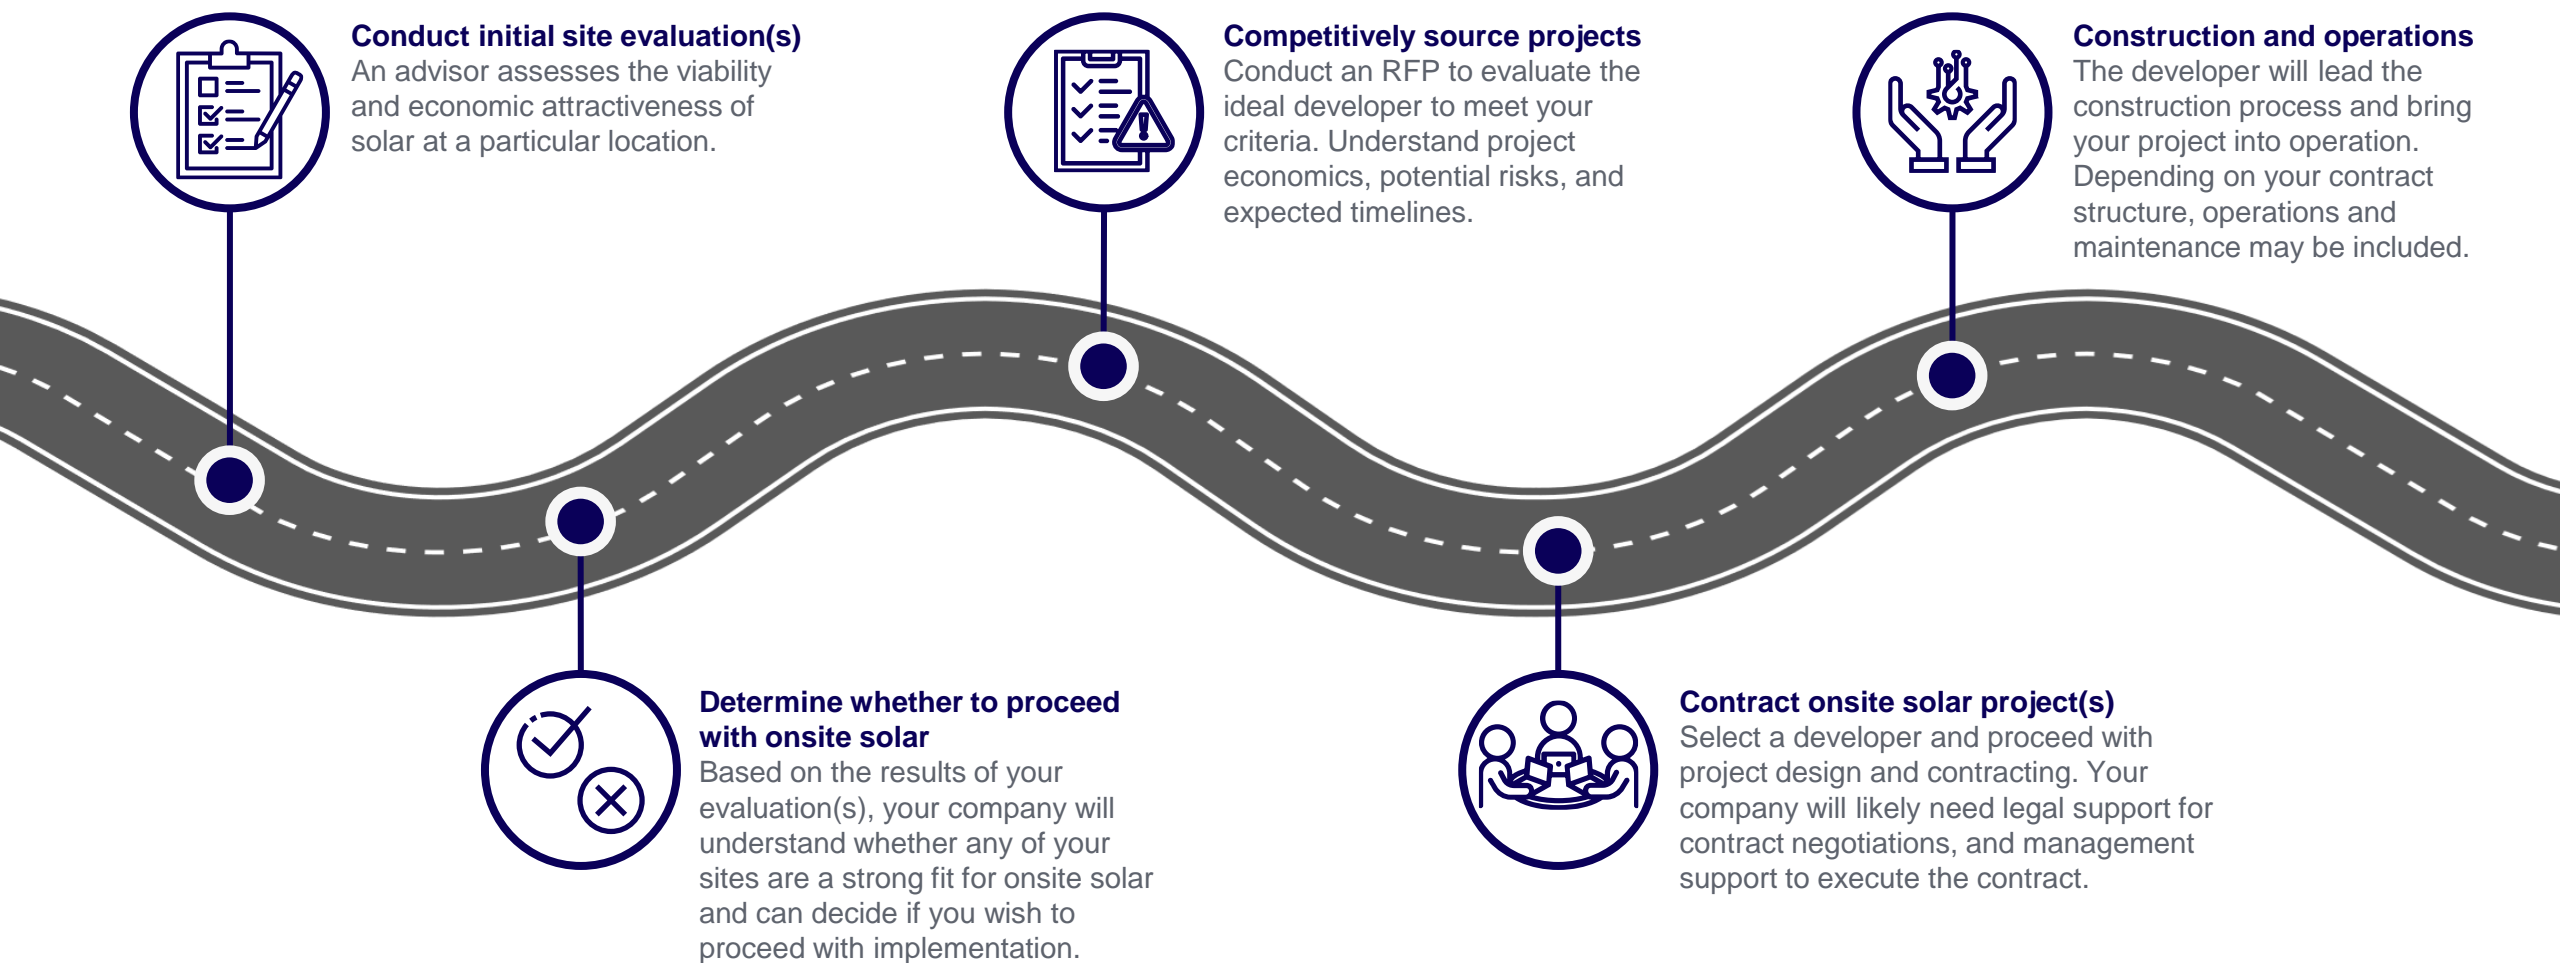 Conduct initial site evaluation(s)
An advisor assesses the viability
and economic attractiveness of
solar at a particular location.
Determine whether to proceed
with onsite solar
Based on the results of your
evaluation(s), your company will
understand whether any of your
sites are a strong fit for onsite solar
and can decide if you wish to
proceed with implementation.
Competitively source projects
Conduct an RFP to evaluate the
ideal developer to meet your
criteria. Understand project
economics, potential risks, and
expected timelines.
Contract onsite solar project(s)
Select a developer and proceed with
project design and contracting. Your
company will likely need legal support for
contract negotiations, and management
support to execute the contract.
Construction and operations
The developer will lead the
construction process and bring
your project into operation.
Depending on your contract
structure, operations and
maintenance may be included.